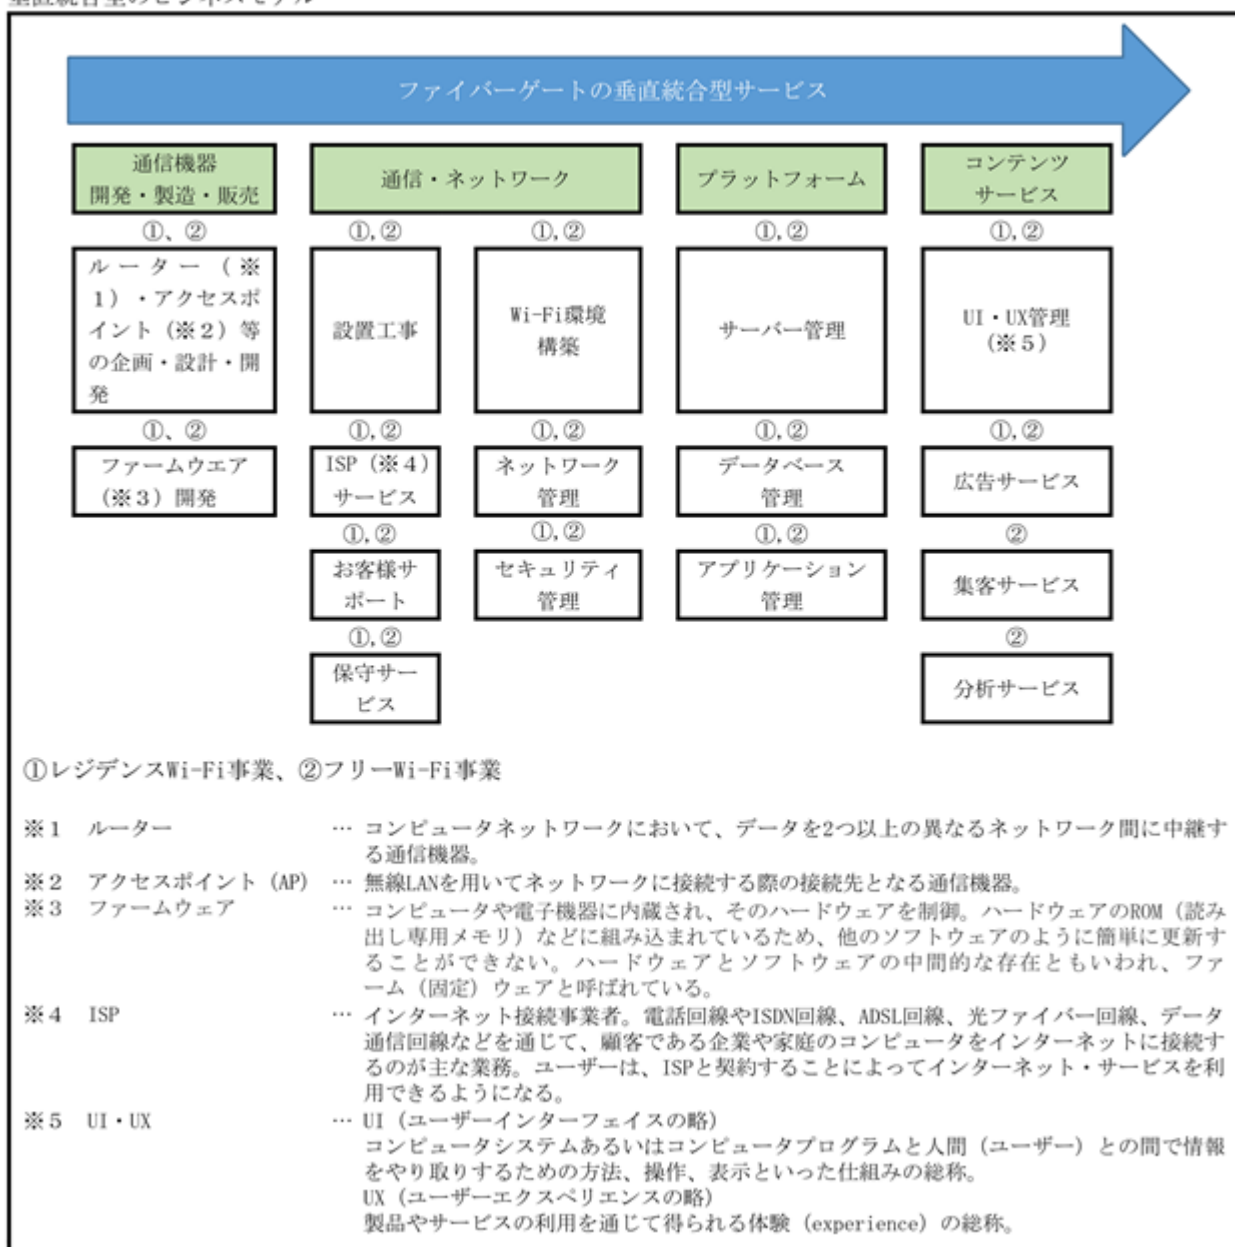 垂直統合型のビジネスモデル
ファイバーゲートの垂直統合型サービス
通信機器
開発・製造・販売
通信・ネットワーク
プラットフォーム
コンテンツ
サービス
①、②
①,②
①,②
①,②
①,②
ルーター(※
1)・アクセスポ
イント(※2)等
の企画・設計・開
発
設置工事
Wi-Fi環境
構築
サーバー管理
UI・UX管理
(※5)
①、②
①,②
①,②
①,②
①,②
ファームウエア
(※3)開発
ISP(※4)
サービス
ネットワーク
管理
データベース
管理
広告サービス
①,②
①,②
①,②
②
お客様サ
ポート
セキュリティ
管理
アプリケーション
管理
集客サービス
①,②
②
保守サー
ビス
分析サービス
①レジデンスWi-Fi事業、②フリーWi-Fi事業
※1 ルーター … コンピュータネットワークにおいて、データを2つ以上の異なるネットワーク間に中継す
る通信機器。
※2 アクセスポイント(AP) … 無線LANを用いてネットワークに接続する際の接続先となる通信機器。
※3 ファームウェア … コンピュータや電子機器に内蔵され、そのハードウェアを制御。ハードウェアのROM(読み
出し専用メモリ)などに組み込まれているため、他のソフトウェアのように簡単に更新す
ることができない。ハードウェアとソフトウェアの中間的な存在ともいわれ、ファ
ーム(固定)ウェアと呼ばれている。
※4 ISP … インターネット接続事業者。電話回線やISDN回線、ADSL回線、光ファイバー回線、データ
通信回線などを通じて、顧客である企業や家庭のコンピュータをインターネットに接続す
るのが主な業務。ユーザーは、ISPと契約することによってインターネット・サービスを利
用できるようになる。
※5 UI・UX … UI(ユーザーインターフェイスの略)
コンピュータシステムあるいはコンピュータプログラムと人間(ユーザー)との間で情報
をやり取りするための方法、操作、表示といった仕組みの総称。
UX(ユーザーエクスペリエンスの略)
製品やサービスの利用を通じて得られる体験(experience)の総称。